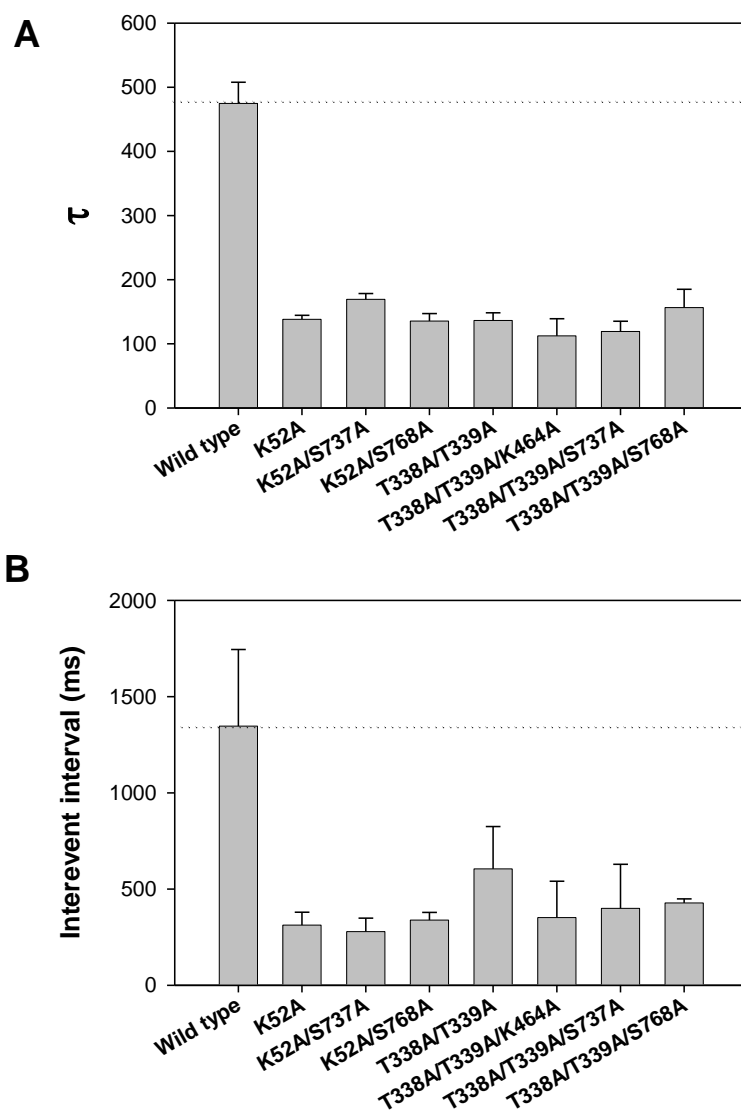 A
600
500
400
300
200
100
0
τ
Wild type
K52A
K52A/S737A
K52A/S768A
T338A/T339A
T338A/T339A/K464A
T338A/T339A/S737A
T338A/T339A/S768A
B
2000
1500
1000
500
0
Interevent interval (ms)
Wild type
K52A
K52A/S737A
K52A/S768A
T338A/T339A
T338A/T339A/K464A
T338A/T339A/S737A
T338A/T339A/S768A